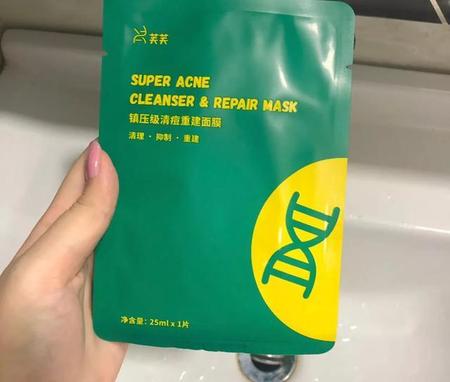 芙芙
SUPER ACNE
CLEANSER & REPAIR MASK
镇压级清痘重建面膜
清理 · 抑制 · 重建
净含量：25ml x 1片